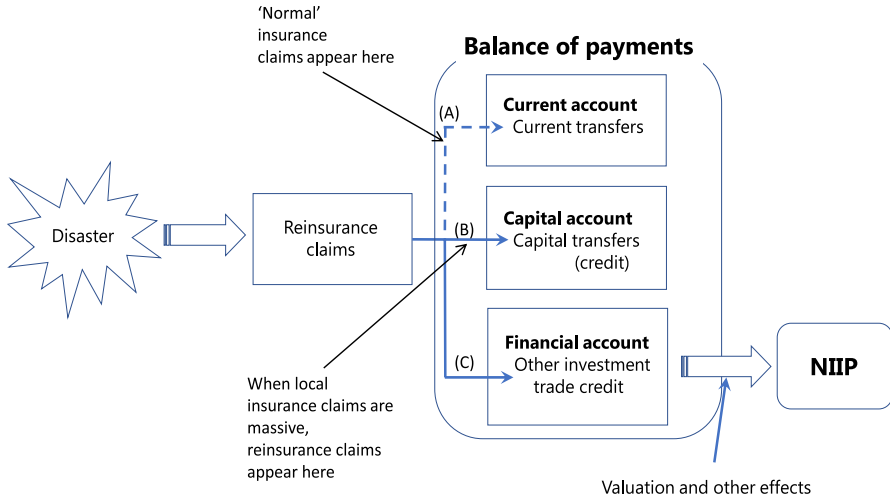 ‘Normal’
insurance
claims appear here
Balance of payments
(A)
Current account
Current transfers
Disaster
Reinsurance
claims
(B)
Capital account
Capital transfers
(credit)
(C)
Financial account
Other investment
trade credit
NIIP
When local
insurance claims are
massive,
reinsurance claims
appear here
Valuation and other effects